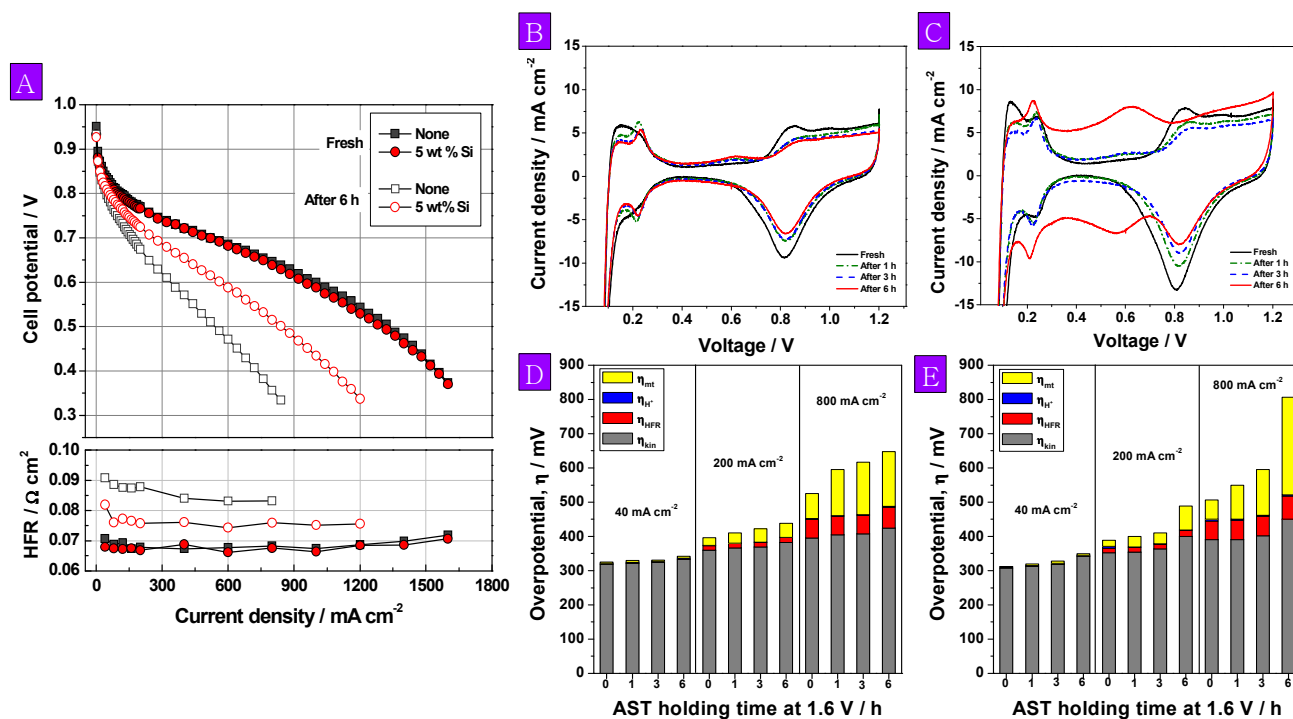 A
Cell potential / V
1.0
0.9
0.8
0.7
0.6
0.5
0.4
0.3
Fresh
None
5 wt % Si
After 6 h
None
5 wt% Si
HFR / Ω cm²
0.10
0.09
0.08
0.07
0.06
0 300 600 900 1200 1500 1800
Current density / mA cm⁻²
B
Current density / mA cm⁻²
15
10
5
0
-5
-10
-15
Fresh
After 1 h
After 3 h
After 6 h
0.2 0.4 0.6 0.8 1.0 1.2
Voltage / V
C
Current density / mA cm⁻²
15
10
5
0
-5
-10
-15
Fresh
After 1 h
After 3 h
After 6 h
0.2 0.4 0.6 0.8 1.0 1.2
Voltage / V
D
Overpotential, η / mV
900
800
700
600
500
400
300
200
100
0
ηmt
ηH⁺
ηHFR
ηkin
40 mA cm⁻²
200 mA cm⁻²
800 mA cm⁻²
0 1 3 6 0 1 3 6 0 1 3 6
AST holding time at 1.6 V / h
E
Overpotential, η / mV
900
800
700
600
500
400
300
200
100
0
ηmt
ηH⁺
ηHFR
ηkin
40 mA cm⁻²
200 mA cm⁻²
800 mA cm⁻²
0 1 3 6 0 1 3 6 0 1 3 6
AST holding time at 1.6 V / h